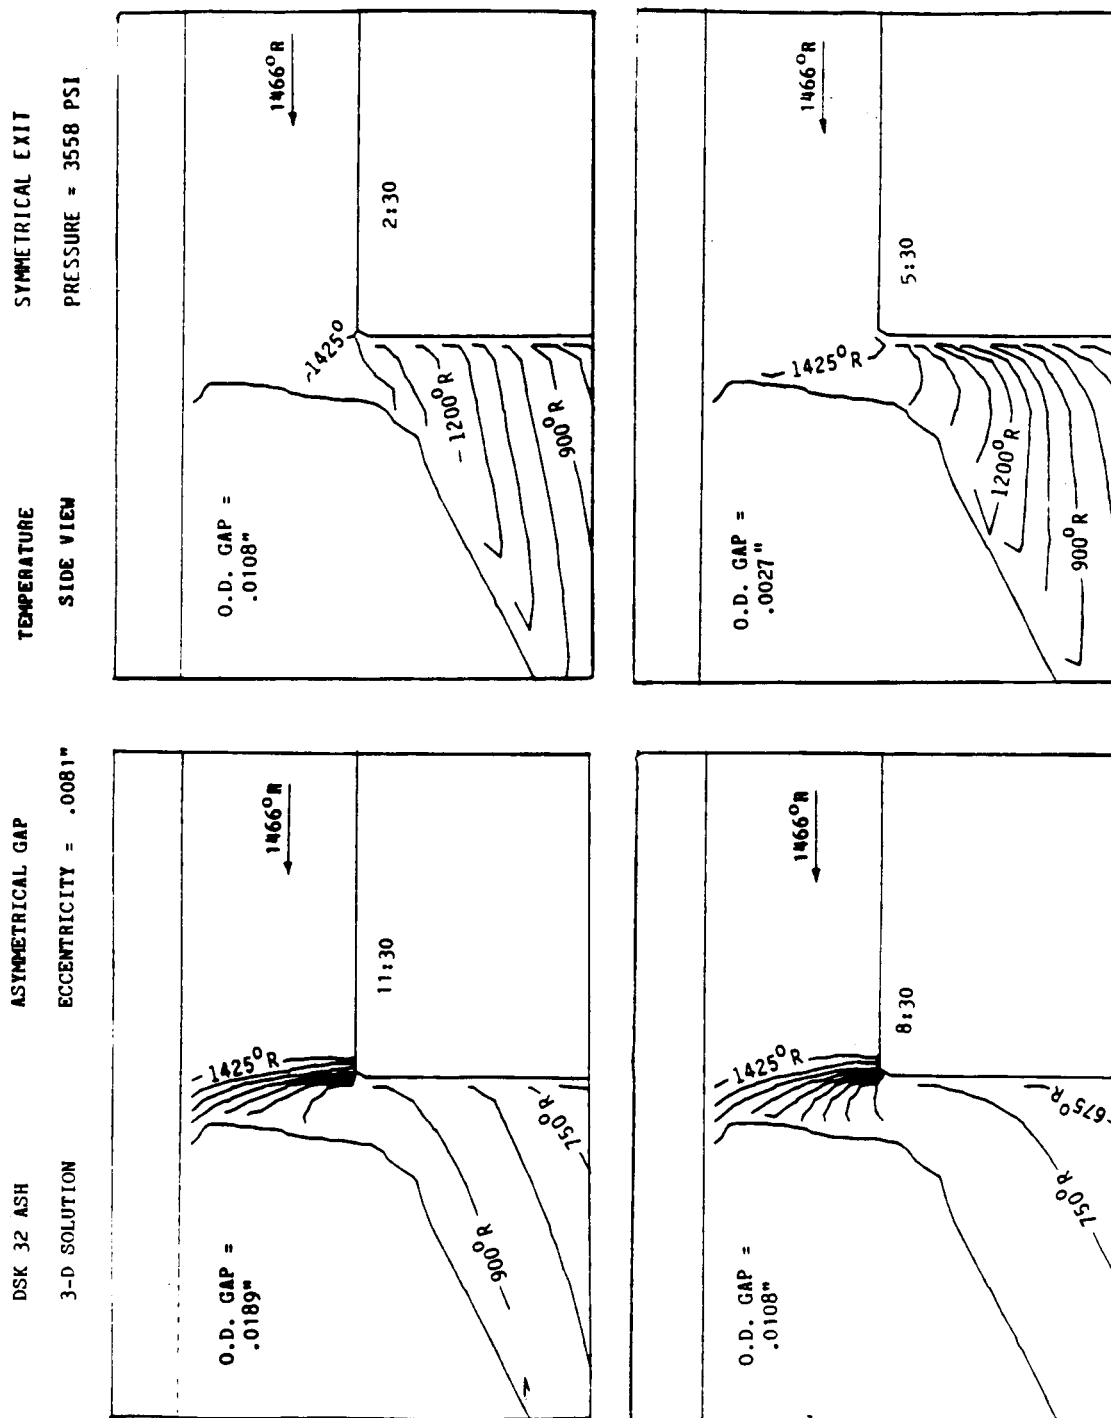 DSK 32 ASH ASYMMETRICAL GAP TEMPERATURE SYMMETRICAL EXIT
3-D SOLUTION ECCENTRICITY = .0081" SIDE VIEW PRESSURE = 3558 PSI
O.D. GAP =
.0189"
1425°R
1466°R
11:30
900°R
750°R
O.D. GAP =
.0108"
1425°
1466°R
2:30
1200°R
900°R
O.D. GAP =
.0108"
1425°R
1466°R
8:30
750°R
675°R
O.D. GAP =
.0027"
1425°R
1466°R
5:30
1200°R
900°R